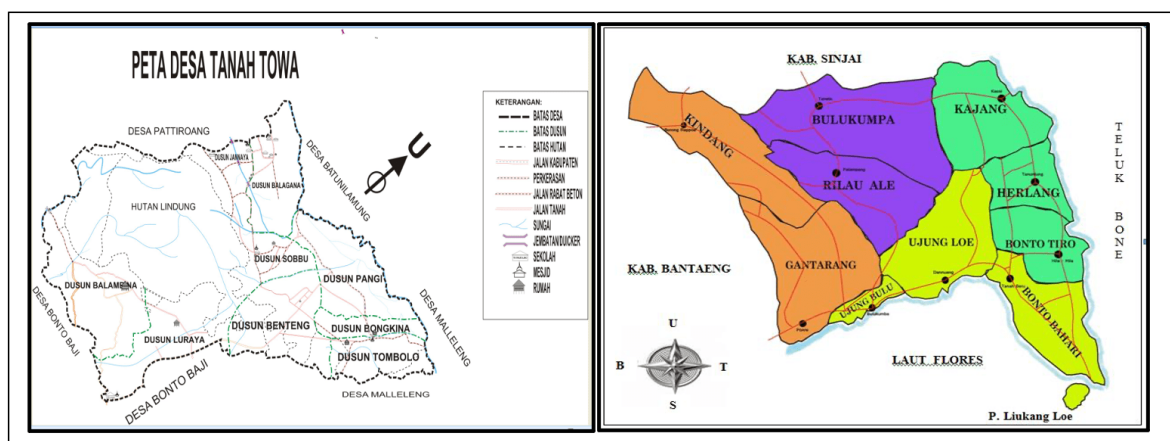 PETA DESA TANAH TOWA
DESA PATTIROANG
DUSUN JANNAYA
DUSUN BALAGANA
DESA BATUNILAMUNG
HUTAN LINDUNG
DUSUN SOBBU
DUSUN PANGI
DUSUN BALAMBINA
DUSUN BENTENG
DUSUN BONGKINA
DUSUN LURAYA
DUSUN TOMBOLO
DESA BONTO BAJI
DESA BONTO BAJI
DESA MALLELENG
DESA MALLELENG
U
KETERANGAN:
BATAS DESA
BATAS DUSUN
BATAS HUTAN
JALAN KABUPATEN
PERKERASAN
JALAN RABAT BETON
JALAN TANAH
SUNGAI
JEMBATAN/DUICKER
SEKOLAH
MESJID
RUMAH
KAB. SINJAI
KINDANG
BULUKUMPA
KAJANG
RILAU ALE
HERLANG
UJUNG LOE
BONTO TIRO
GANTARANG
UJUNG BULU
BONTO BAHARI
KAB. BANTAENG
TELUK BONE
LAUT FLORES
U
B
T
S
P. Liukang Loe